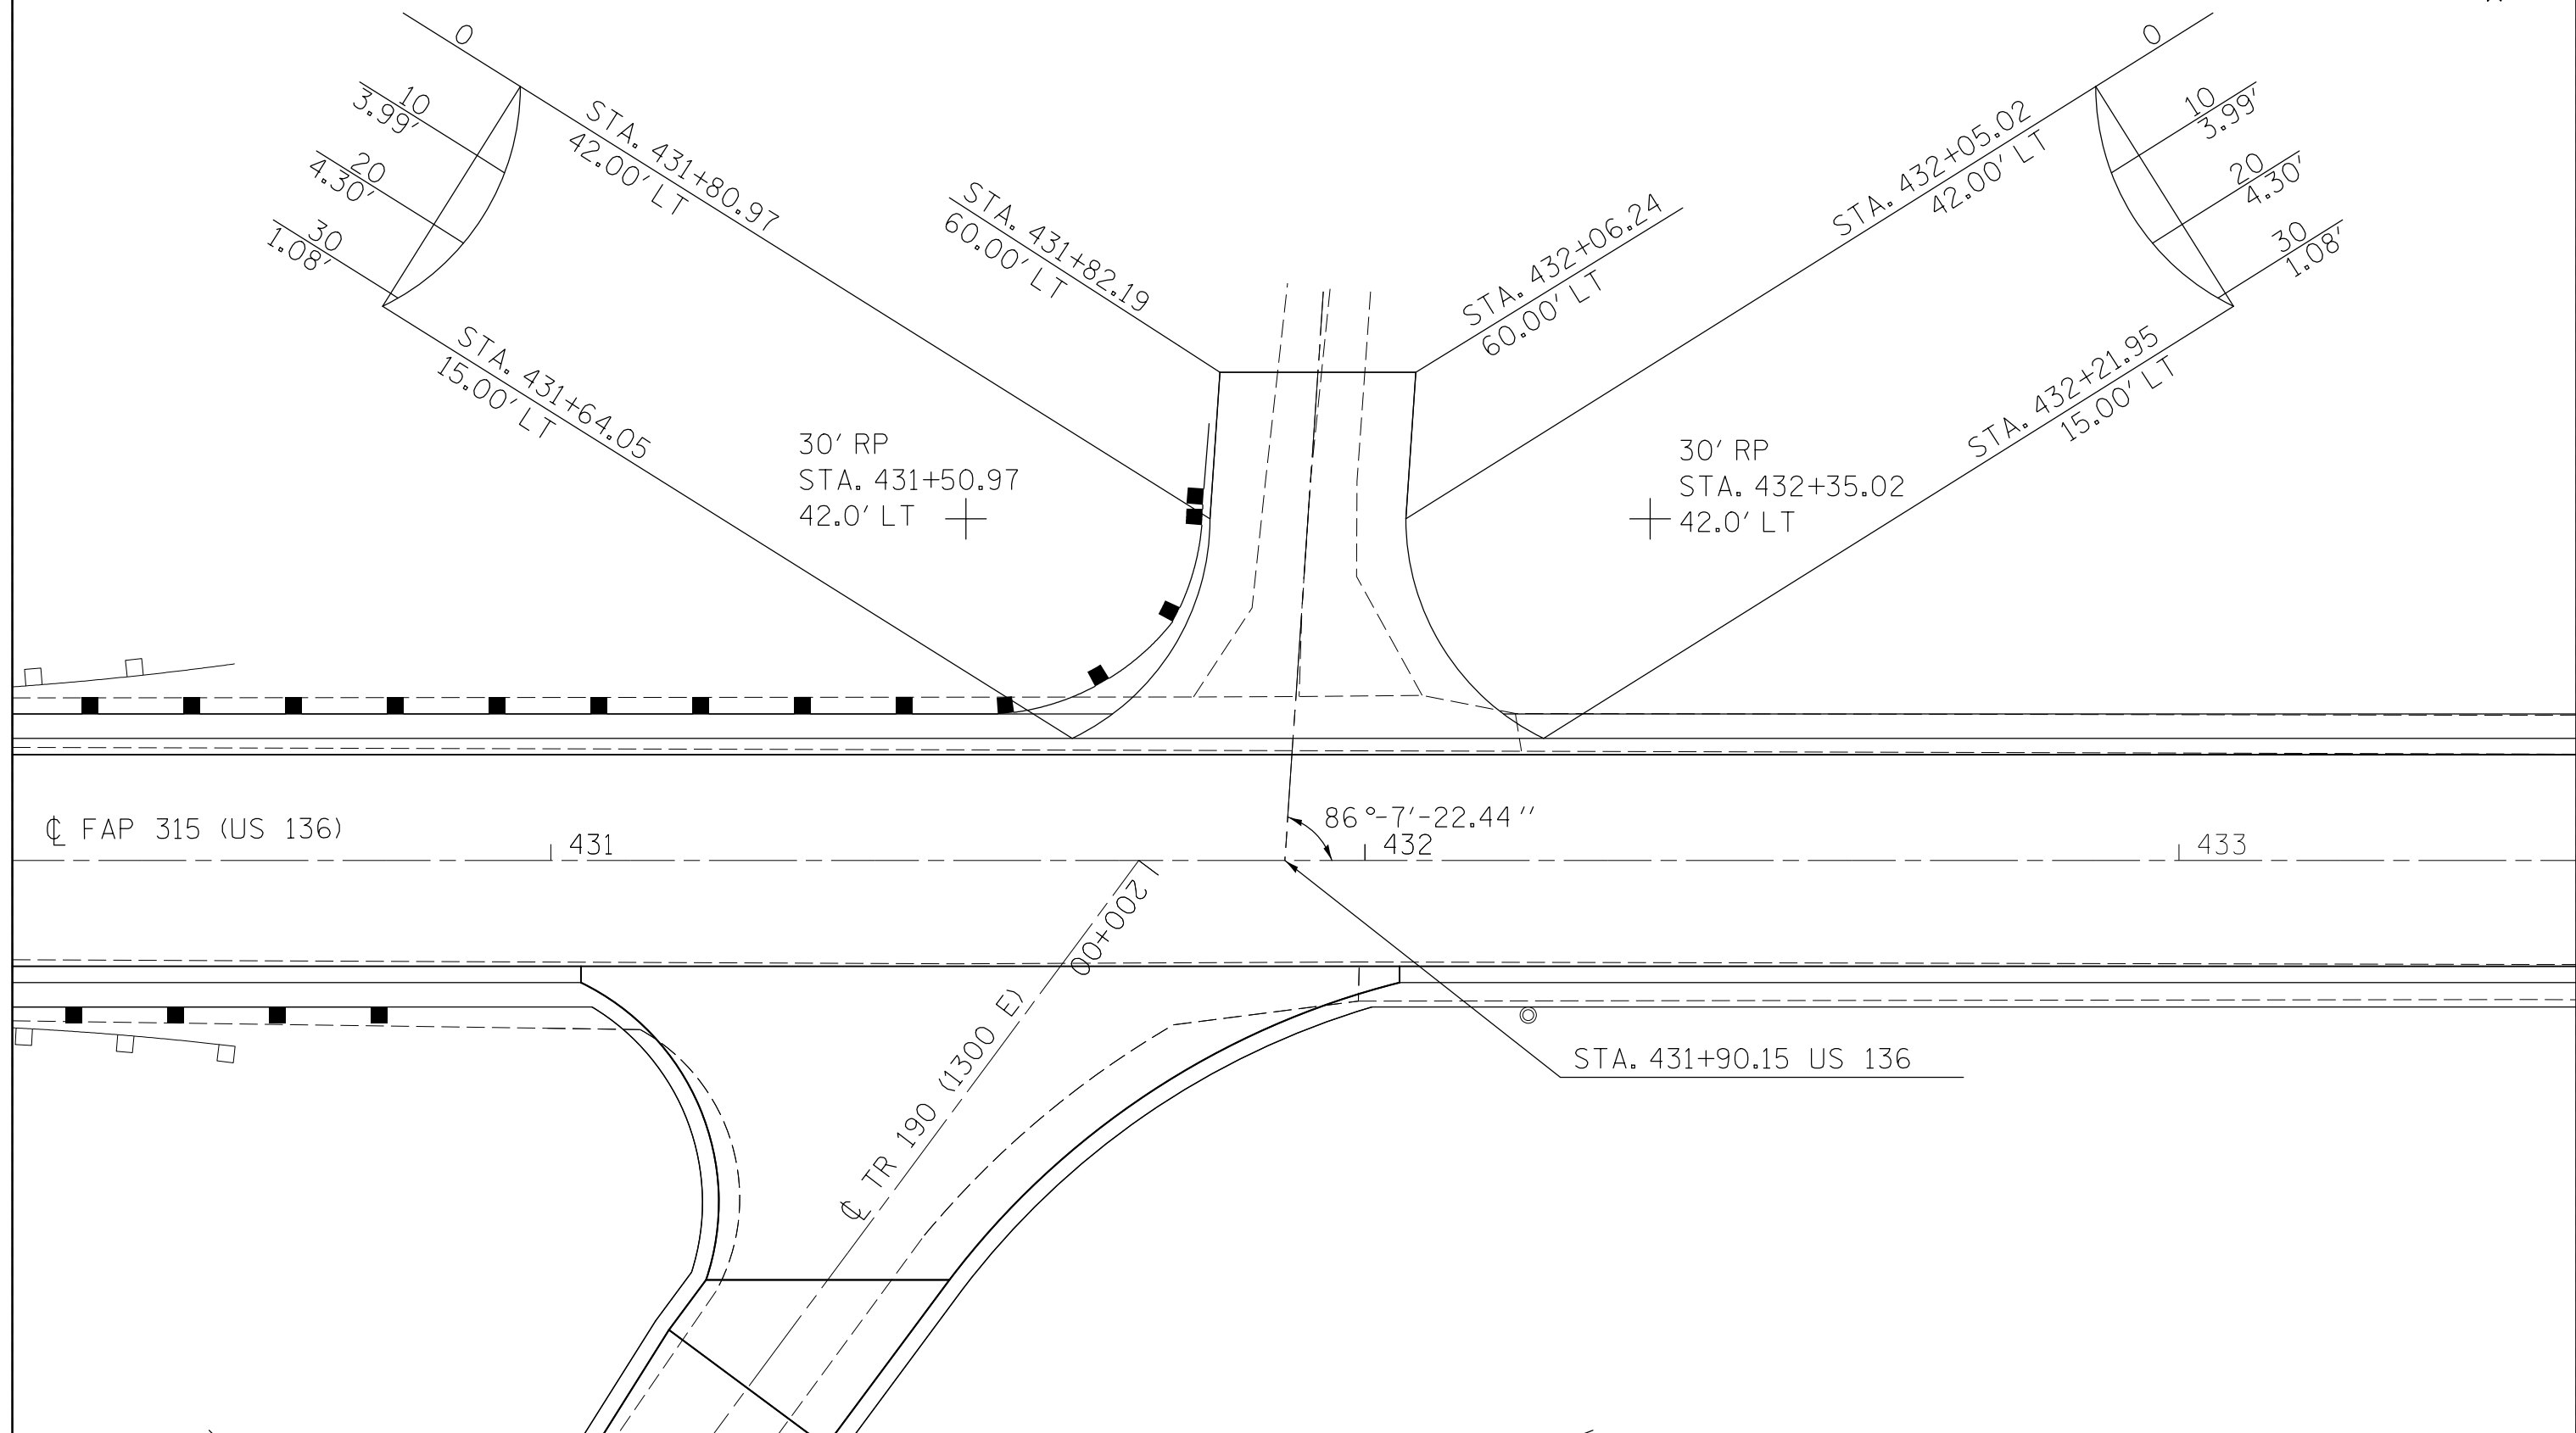 0
10
3.99'
20
4.30'
30
1.08'
STA. 431+80.97
42.00' LT
STA. 431+64.05
15.00' LT
STA. 431+82.19
60.00' LT
STA. 432+06.24
60.00' LT
STA. 432+05.02
42.00' LT
STA. 432+21.95
15.00' LT
0
10
3.99'
20
4.30'
30
1.08'
30' RP
STA. 431+50.97
42.0' LT
30' RP
STA. 432+35.02
42.0' LT
℄ FAP 315 (US 136)
431
86°-7'-22.44"
432
433
200+00
℄ TR 190 (1300 E)
STA. 431+90.15 US 136